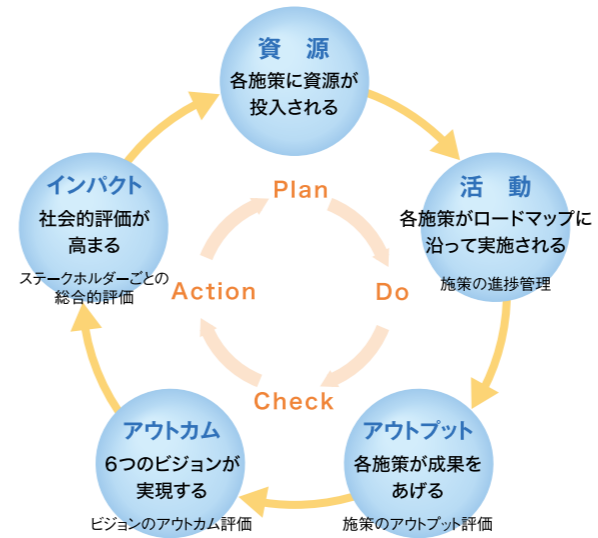 資　源
各施策に資源が
投入される
活　動
各施策がロードマップに
沿って実施される
施策の進捗管理
アウトプット
各施策が成果を
あげる
施策のアウトプット評価
アウトカム
6つのビジョンが
実現する
ビジョンのアウトカム評価
インパクト
社会的評価が
高まる
ステークホルダーごとの
総合的評価
Plan
Do
Check
Action